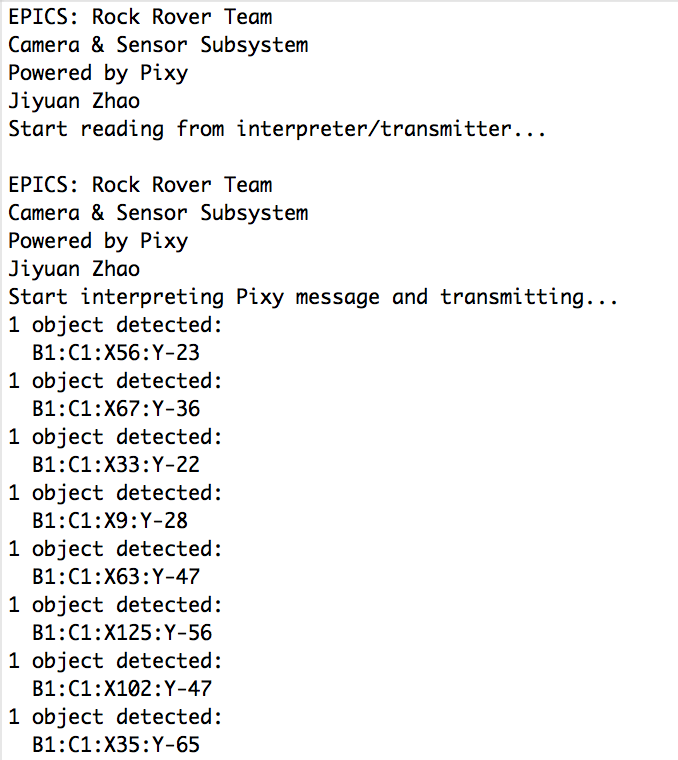 EPICS: Rock Rover Team
Camera & Sensor Subsystem
Powered by Pixy
Jiyuan Zhao
Start reading from interpreter/transmitter...

EPICS: Rock Rover Team
Camera & Sensor Subsystem
Powered by Pixy
Jiyuan Zhao
Start interpreting Pixy message and transmitting...
1 object detected:
  B1:C1:X56:Y-23
1 object detected:
  B1:C1:X67:Y-36
1 object detected:
  B1:C1:X33:Y-22
1 object detected:
  B1:C1:X9:Y-28
1 object detected:
  B1:C1:X63:Y-47
1 object detected:
  B1:C1:X125:Y-56
1 object detected:
  B1:C1:X102:Y-47
1 object detected:
  B1:C1:X35:Y-65